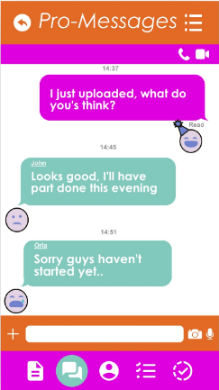 Pro-Messages
14:37
I just uploaded, what do
you's think?
Read
14:45
John
Looks good, I'll have
part done this evening
14:51
Orla
Sorry guys haven't
started yet..